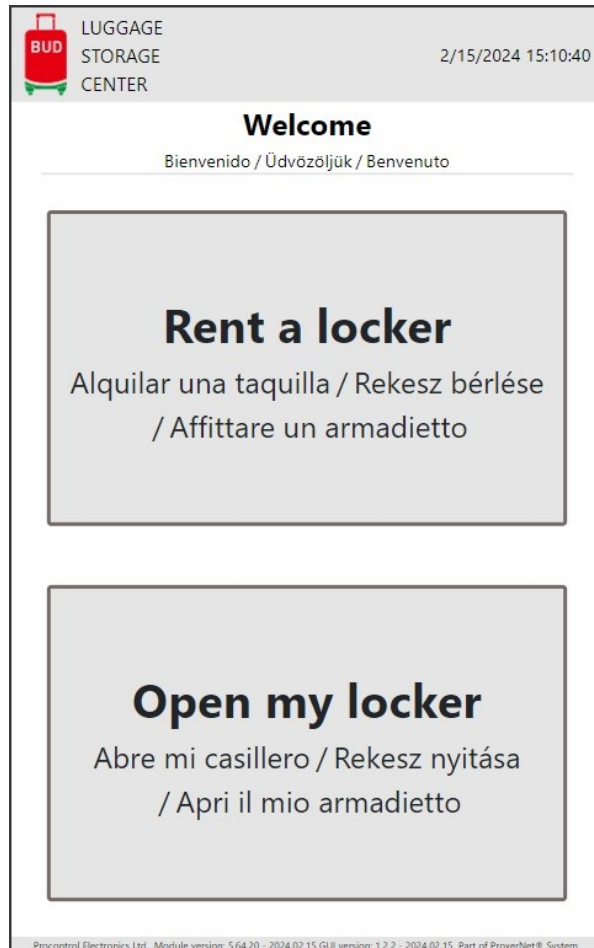 BUD
LUGGAGE
STORAGE
CENTER
2/15/2024 15:10:40
Welcome
Bienvenido / Üdvözöljük / Benvenuto
Rent a locker
Alquilar una taquilla / Rekesz bérlése
/ Affittare un armadietto
Open my locker
Abre mi casillero / Rekesz nyitása
/ Apri il mio armadietto
Procontrol Electronics Ltd. Module version: 5.64.20 - 2024.02.15 GUI version: 1.2.2 - 2024.02.15. Part of ProxerNet® System